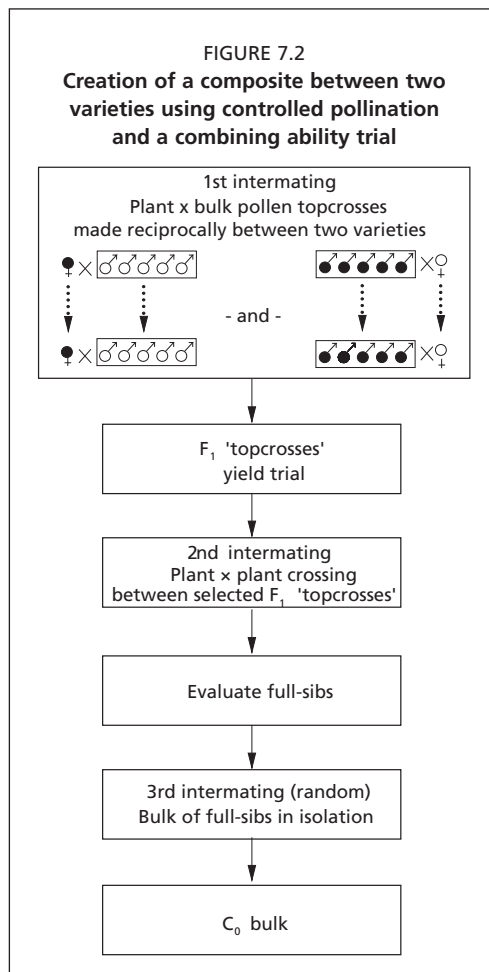 FIGURE 7.2
Creation of a composite between two
varieties using controlled pollination
and a combining ability trial
1st intermating
Plant x bulk pollen topcrosses
made reciprocally between two varieties
- and -
F₁ 'topcrosses'
yield trial
2nd intermating
Plant × plant crossing
between selected F₁ 'topcrosses'
Evaluate full-sibs
3rd intermating (random)
Bulk of full-sibs in isolation
C₀ bulk